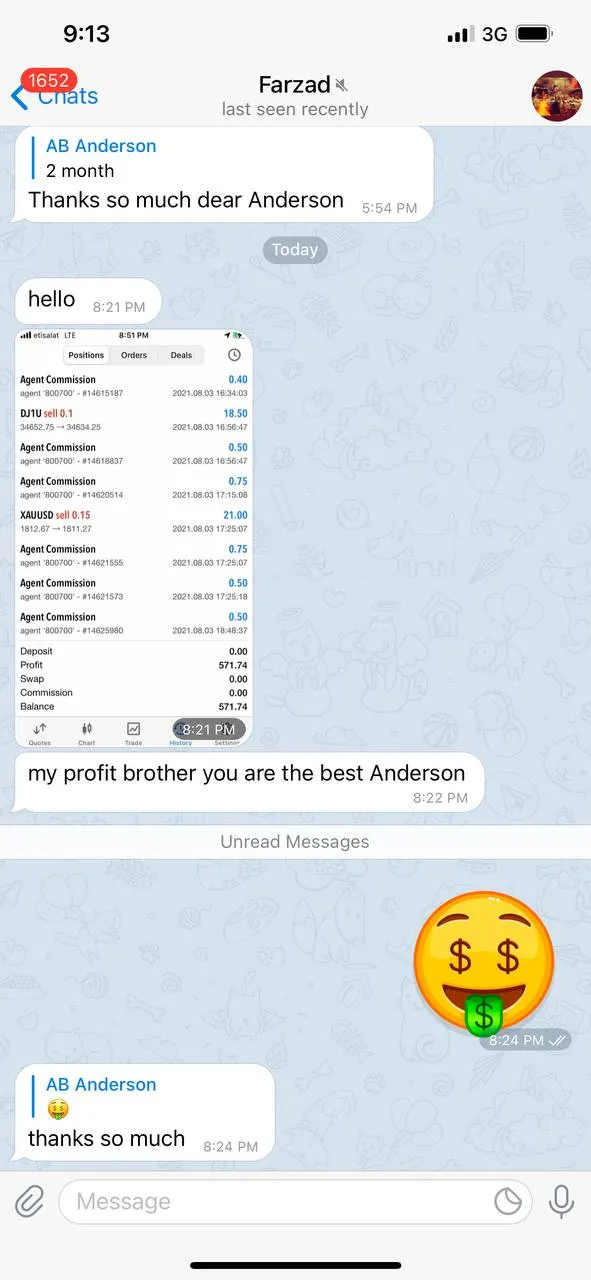 9:13
3G
1652
Chats
Farzad
last seen recently
AB Anderson
2 month
Thanks so much dear Anderson
5:54 PM
Today
hello
8:21 PM
etisalat LTE
8:51 PM
Positions
Orders
Deals
Agent Commission
0.40
agent '800700' - #14615187
2021.08.03 16:34:03
DJ1U sell 0.1
18.50
34652.75 → 34634.25
2021.08.03 16:56:47
Agent Commission
0.50
agent '800700' - #14618837
2021.08.03 16:56:47
Agent Commission
0.75
agent '800700' - #14620514
2021.08.03 17:15:08
XAUUSD sell 0.15
21.00
1812.67 → 1811.27
2021.08.03 17:25:07
Agent Commission
0.75
agent '800700' - #14621555
2021.08.03 17:25:07
Agent Commission
0.50
agent '800700' - #14621573
2021.08.03 17:25:18
Agent Commission
0.50
agent '800700' - #14625980
2021.08.03 18:48:37
Deposit
0.00
Profit
571.74
Swap
0.00
Commission
0.00
Balance
571.74
8:21 PM
Quotes
Chart
Trade
History
Settings
my profit brother you are the best Anderson
8:22 PM
Unread Messages
$ $
$
8:24 PM
AB Anderson
🤑
thanks so much
8:24 PM
Message